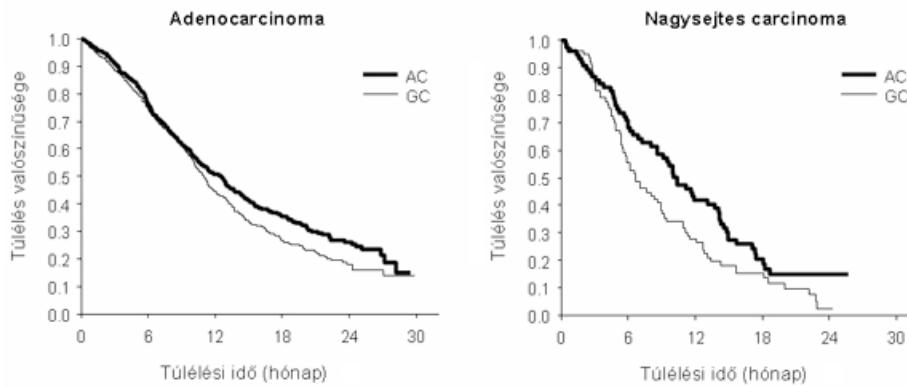 Adenocarcinoma
Túlélés valószínűsége
1.0
0.9
0.8
0.7
0.6
0.5
0.4
0.3
0.2
0.1
0.0
AC
GC
0 6 12 18 24 30
Túlélési idő (hónap)
Nagysejtes carcinoma
Túlélés valószínűsége
1.0
0.9
0.8
0.7
0.6
0.5
0.4
0.3
0.2
0.1
0.0
AC
GC
0 6 12 18 24 30
Túlélési idő (hónap)